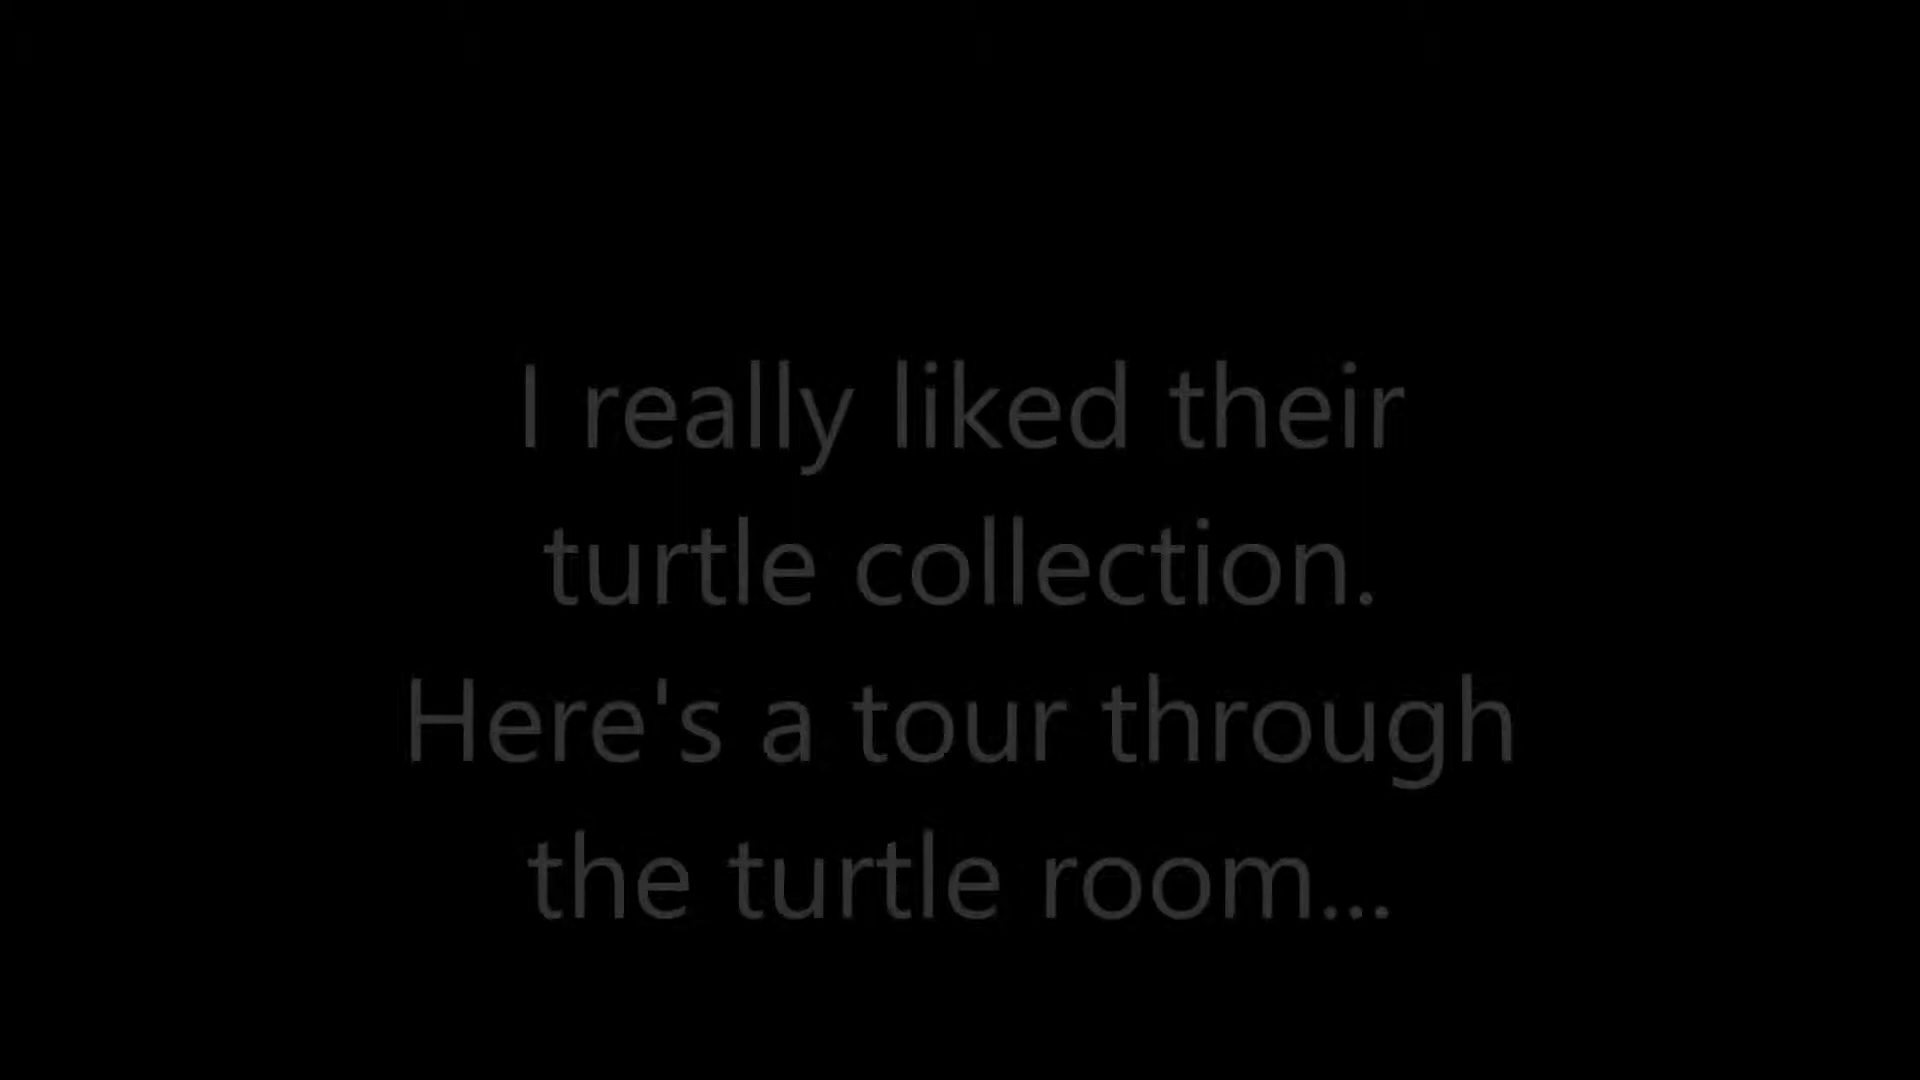 I really liked their
turtle collection.
Here's a tour through
the turtle room...